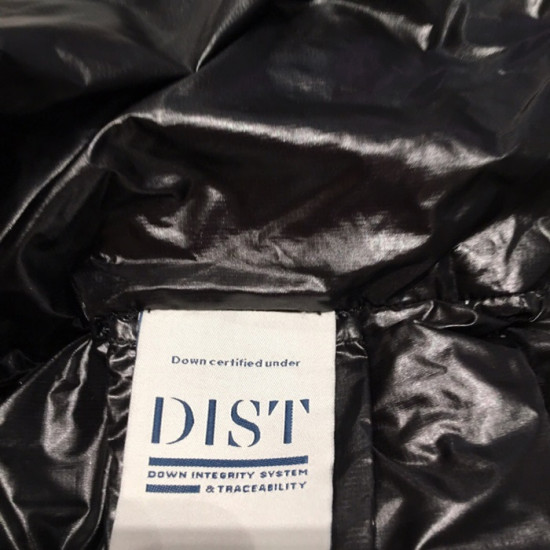 Down certified under
DIST
DOWN INTEGRITY SYSTEM
& TRACEABILITY